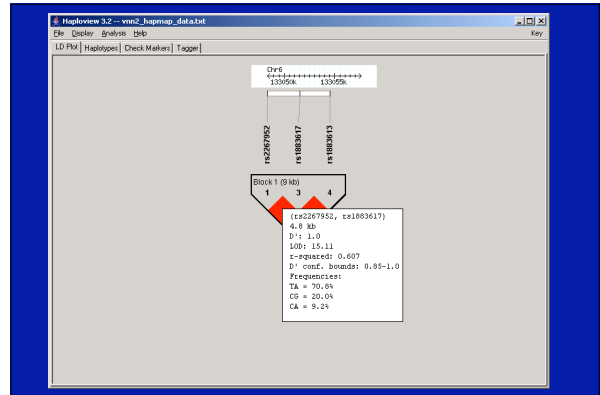 Haploview 3.2 -- vnn2_hapmap_data.txt
File Display Analysis Help Key
LD Plot Haplotypes Check Markers Tagger
Chr6
133050k 133055k
rs2267952 rs1883617 rs1883613
Block 1 (9 kb)
1 3 4
(rs2267952, rs1883617)
4.8 kb
D': 1.0
LOD: 15.11
r-squared: 0.607
D' conf. bounds: 0.85-1.0
Frequencies:
TA = 70.8%
CG = 20.0%
CA = 9.2%